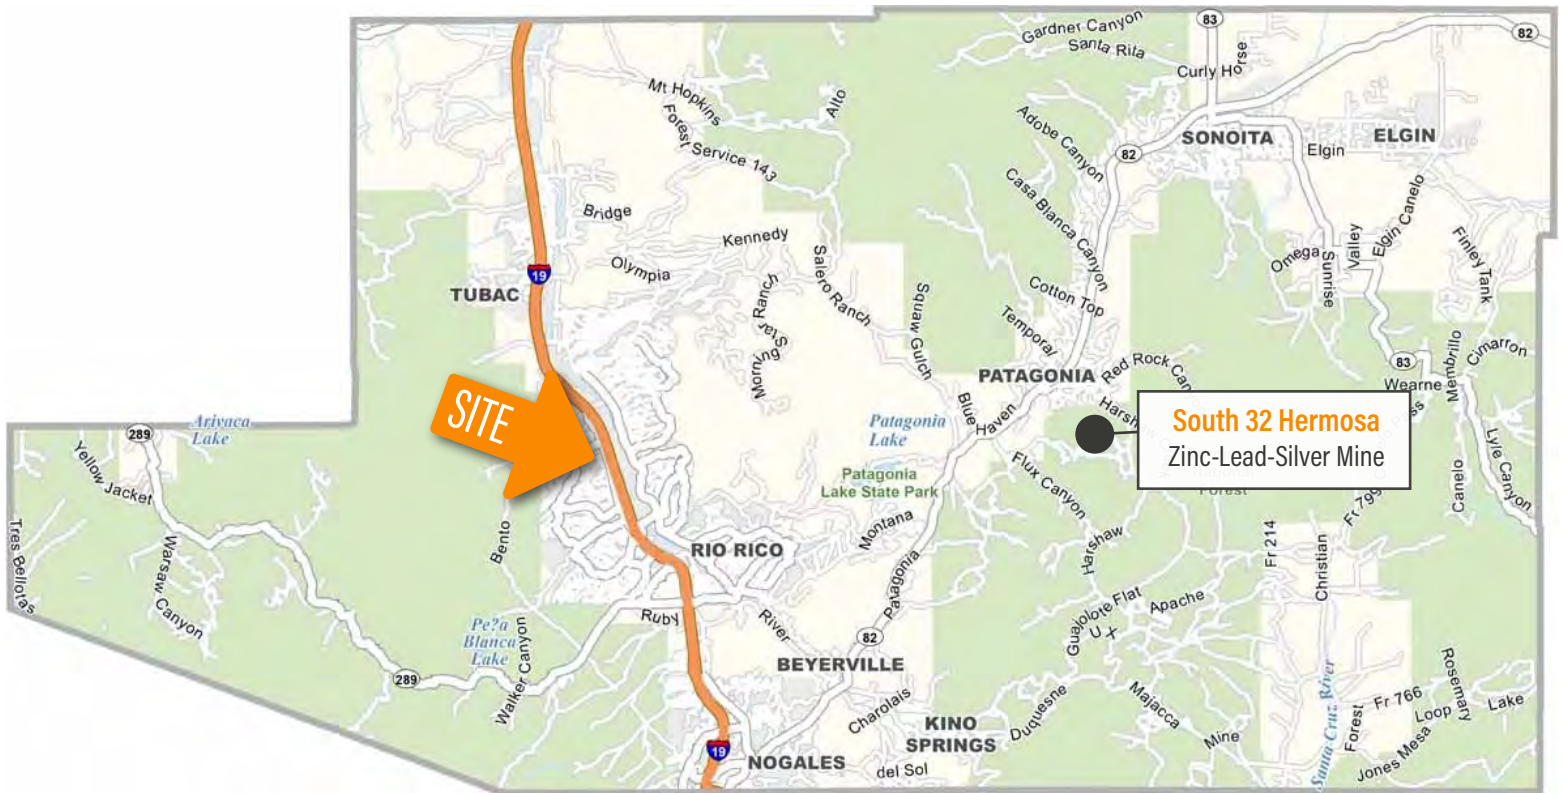 Gardner Canyon
83
82
Santa Rita
Curly Horse
Mt Hopkins
Alto
Forest Service 143
Adobe Canyon
82
SONOITA
ELGIN
Elgin
Casa Blanca Canyon
Bridge
Kennedy
Olympia
Salero Ranch
Elgin Canelo
Valley
Omega
Sunrise
Finley Tank
19
TUBAC
Morning Star Ranch
Squaw Gulch
Cotton Top
Temporal
PATAGONIA
Red Rock Can
83
Membrillo
Cimarron
Wearne
SITE
Blue Haven
Harshaw
South 32 Hermosa
Zinc-Lead-Silver Mine
Pass
Arivaca
Lake
289
Patagonia
Lake
Yellow Jacket
Patagonia
Lake State Park
Flux Canyon
Forest
Fr 799
Canelo
Lyle Canyon
Tres Bellotas
Warsaw Canyon
Bento
RIO RICO
Montana
Harshaw
Fr 214
Christian
Patagonia
Guajolote Flat
Apache
U X
Ruby
River
Pe?a
Blanca
Lake
Walker Canyon
82
BEYERVILLE
289
Charolais
KINO
SPRINGS
Duquesne
Majacca
Mine
Santa Cruz River
Forest
Fr 766
Rosemary
Loop
Lake
Jones Mesa
19
NOGALES
del Sol